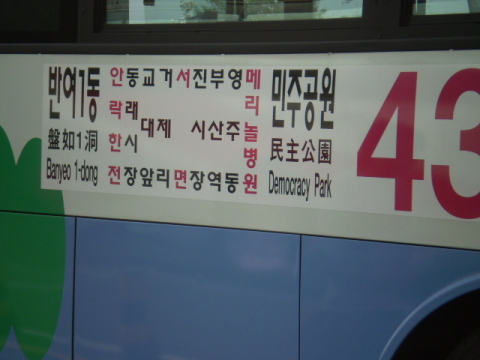 반여1동
盤如1洞
Banyeo 1-dong
안락한전
동래시장
교대앞
거제리
서면
진시장
부산역
영주동
메리놀병원
민주공원
民主公園
Democracy Park
43